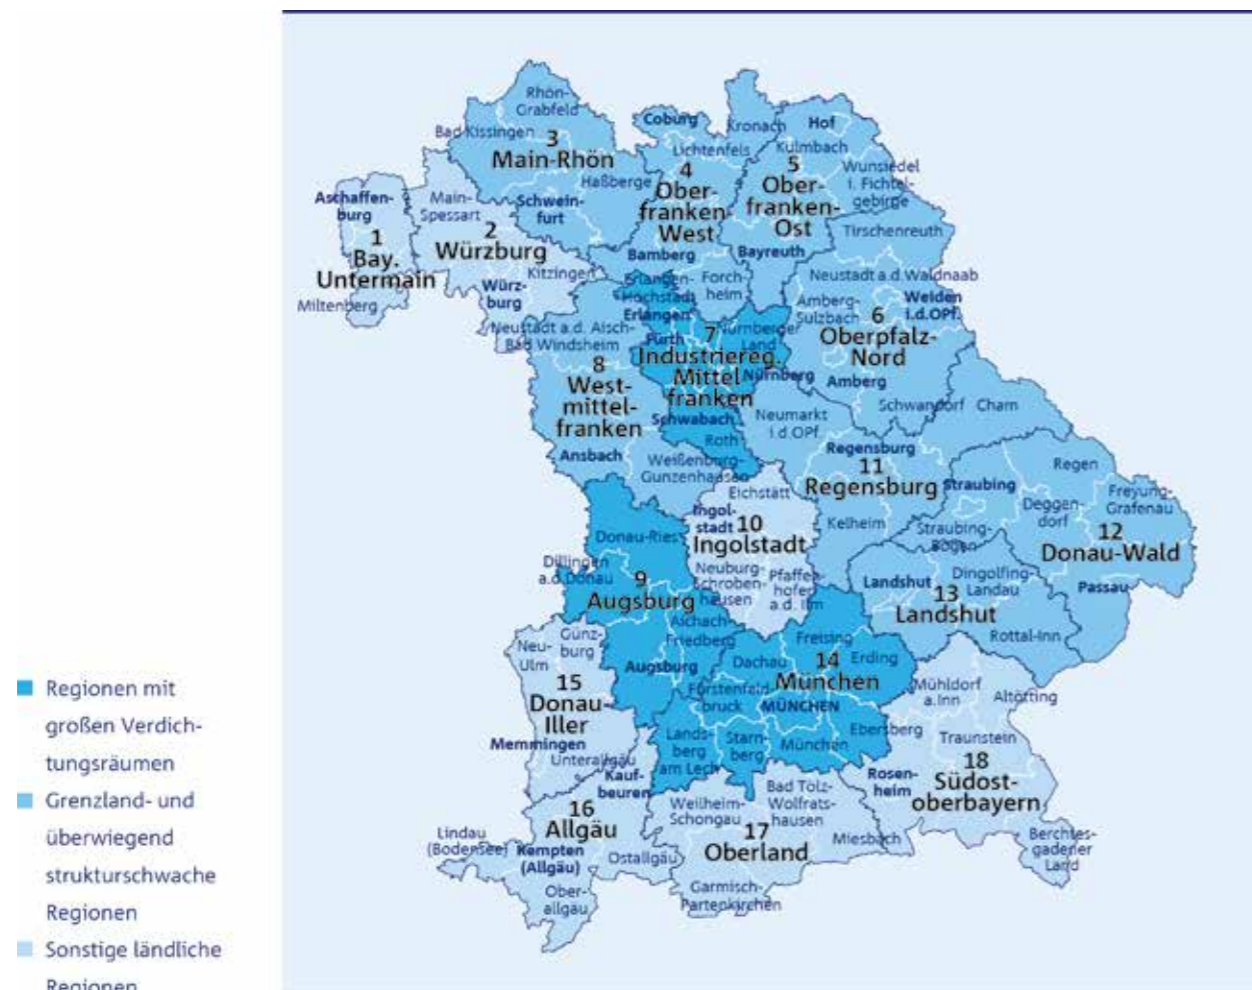 Rhön-
Grabfeld
Bad Kissingen
3
Main-Rhön
Haßberge
Schwein-
furt
Coburg
Kronach
Lichtenfels
4
Ober-
franken-
West
Bamberg
Hof
Kulmbach
5
Ober-
franken-
Ost
Wunsiedel
i. Fichtel-
gebirge
Bayreuth
Aschaffen-
burg
1
Bay.
Untermain
Miltenberg
Main-
Spessart
2
Würzburg
Kitzingen
Würz-
burg
Tirschenreuth
Neustadt a.d.Waldnaab
Amberg-
Sulzbach
Weiden
i.d.OPf.
6
Oberpfalz-
Nord
Amberg
Schwandorf
Erlangen-
Höchstadt
Forch-
heim
Erlangen
Fürth
7
Nürnberger
Land
Industriereg.
Mittel
franken
Nürnberg
Schwabach
Roth
Neustadt a.d. Aisch-
Bad Windsheim
8
West-
mittel-
franken
Ansbach
Weißenburg-
Gunzenhausen
Neumarkt
i.d.OPf
Cham
Regensburg
11
Regensburg
Kelheim
Straubing
Regen
Freyung-
Grafenau
Deggen-
dorf
Straubing-
Bogen
12
Donau-Wald
Passau
Eichstätt
Ingol-
stadt
10
Ingolstadt
Neuburg-
Schroben-
hausen
Pfaffen-
hofen
a.d. Ilm
Donau-Ries
Dillingen
a.d.Donau
9
Augsburg
Aichach-
Friedberg
Augsburg
Landshut
Dingolfing-
Landau
13
Landshut
Rottal-Inn
Freising
Dachau
14
Erding
München
Fürstenfeld
bruck
MÜNCHEN
Ebersberg
Lands-
berg
am Lech
Starn-
berg
München
Neu-
Ulm
Günz-
burg
15
Donau-
Iller
Memmingen
Unterallgäu
Kauf-
beuren
16
Allgäu
Lindau
(Bodensee)
Kempten
(Allgäu)
Ostallgäu
Ober-
allgäu
Weilheim-
Schongau
Bad Tölz-
Wolfrats-
hausen
17
Oberland
Miesbach
Garmisch-
Partenkirchen
Mühldorf
a.Inn
Altötting
Traunstein
18
Südost-
oberbayern
Rosen-
heim
Berchtes-
gadener
Land
Regionen mit
großen Verdich-
tungsräumen
Grenzland- und
überwiegend
strukturschwache
Regionen
Sonstige ländliche
Regionen